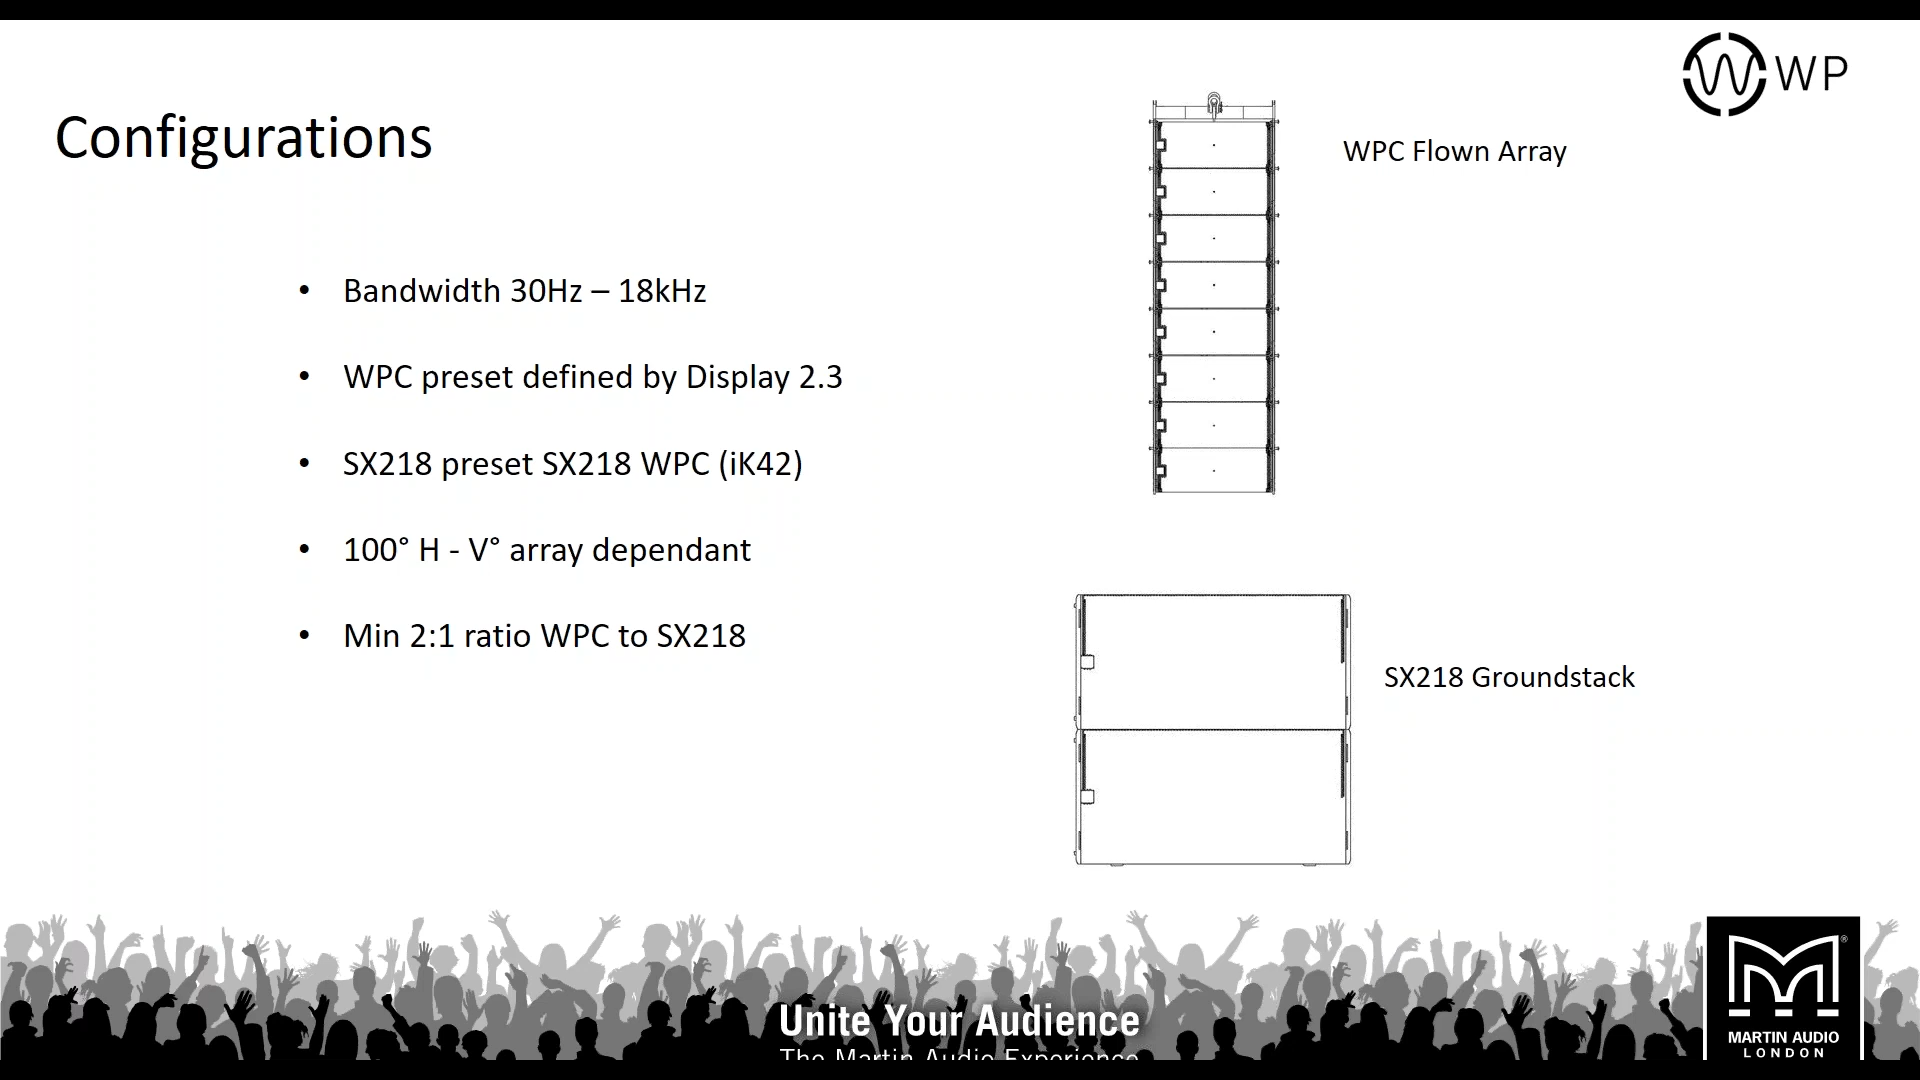 WP
Configurations
WPC Flown Array
• Bandwidth 30Hz – 18kHz
• WPC preset defined by Display 2.3
• SX218 preset SX218 WPC (iK42)
• 100° H - V° array dependant
• Min 2:1 ratio WPC to SX218
SX218 Groundstack
Unite Your Audience
The Martin Audio Experience
MARTIN AUDIO
LONDON